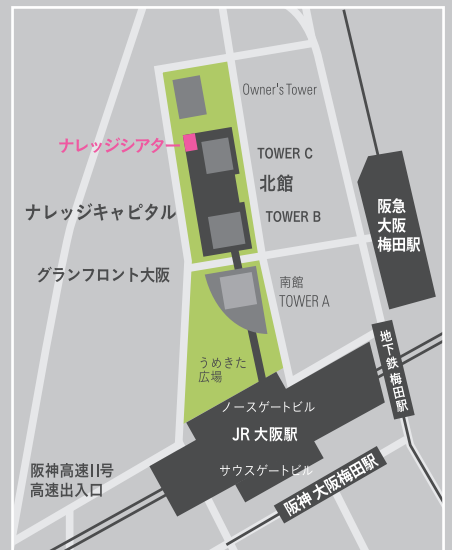 Owner's Tower
ナレッジシアター
TOWER C
北館
ナレッジキャピタル
TOWER B
阪急
大阪
梅田駅
グランフロント大阪
南館
TOWER A
地下鉄 梅田駅
うめきた
広場
ノースゲートビル
JR 大阪駅
サウスゲートビル
阪神高速11号
高速出入口
阪神 大阪梅田駅